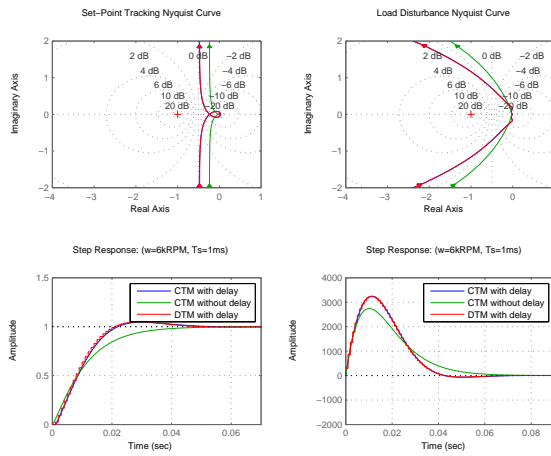 Set−Point Tracking Nyquist Curve
2
1
0
−1
−2
−4
−3
−2
−1
0
1
Imaginary Axis
Real Axis
2 dB
0 dB
−2 dB
4 dB
−4 dB
6 dB
−6 dB
10 dB
−10 dB
20 dB
−20 dB
Load Disturbance Nyquist Curve
2
1
0
−1
−2
−4
−3
−2
−1
0
1
Imaginary Axis
Real Axis
2 dB
0 dB
−2 dB
4 dB
−4 dB
6 dB
−6 dB
10 dB
−10 dB
20 dB
−20 dB
Step Response: (w=6kRPM, Ts=1ms)
1.5
1
0.5
0
0
0.02
0.04
0.06
Amplitude
Time (sec)
CTM with delay
CTM without delay
DTM with delay
Step Response: (w=6kRPM, Ts=1ms)
4000
3000
2000
1000
0
−1000
−2000
0
0.02
0.04
0.06
0.08
Amplitude
Time (sec)
CTM with delay
CTM without delay
DTM with delay